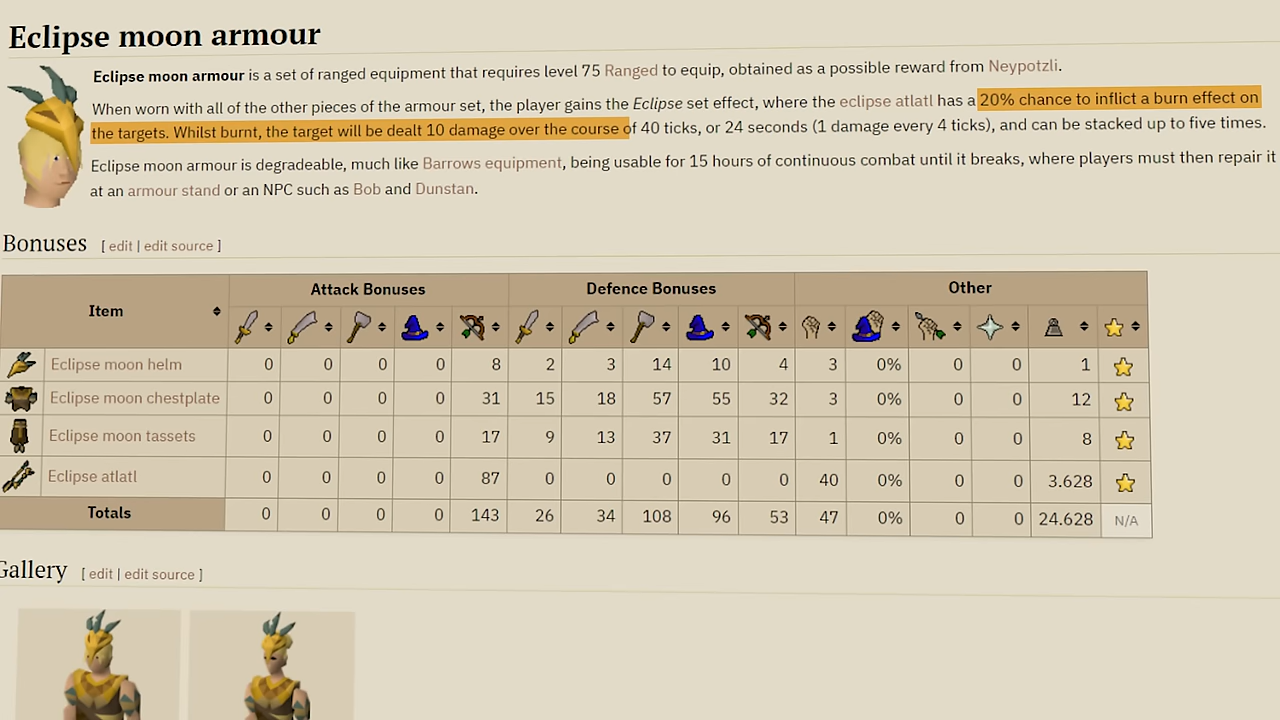 Eclipse moon armour
Eclipse moon armour is a set of ranged equipment that requires level 75 Ranged to equip, obtained as a possible reward from Neypotzli.
When worn with all of the other pieces of the armour set, the player gains the Eclipse set effect, where the eclipse atlatl has a 20% chance to inflict a burn effect on
the targets. Whilst burnt, the target will be dealt 10 damage over the course of 40 ticks, or 24 seconds (1 damage every 4 ticks), and can be stacked up to five times.
Eclipse moon armour is degradeable, much like Barrows equipment, being usable for 15 hours of continuous combat until it breaks, where players must then repair it
at an armour stand or an NPC such as Bob and Dunstan.
Bonuses [ edit | edit source ]
Item Attack Bonuses Defence Bonuses Other
Eclipse moon helm 0 0 0 0 8 2 3 14 10 4 3 0% 0 0 1
Eclipse moon chestplate 0 0 0 0 31 15 18 57 55 32 3 0% 0 0 12
Eclipse moon tassets 0 0 0 0 17 9 13 37 31 17 1 0% 0 0 8
Eclipse atlatl 0 0 0 0 87 0 0 0 0 0 40 0% 0 0 3.628
Totals 0 0 0 0 143 26 34 108 96 53 47 0% 0 0 24.628 N/A
Gallery [ edit | edit source ]